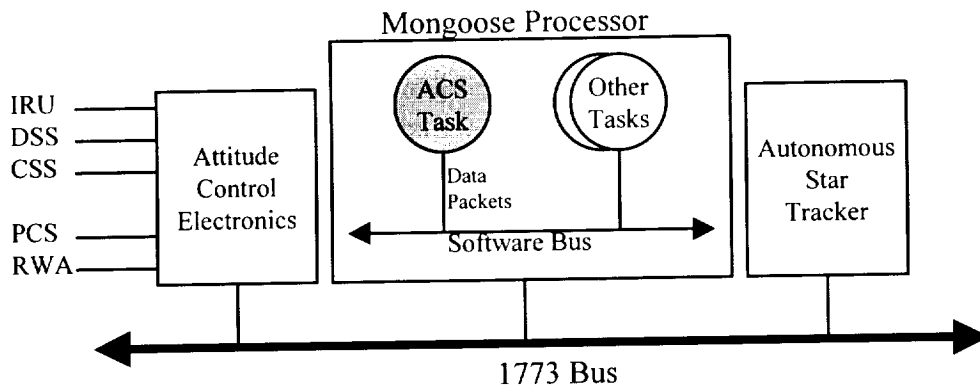 Mongoose Processor
IRU
DSS
CSS
PCS
RWA
Attitude
Control
Electronics
ACS
Task
Other
Tasks
Data
Packets
Software Bus
Autonomous
Star
Tracker
1773 Bus